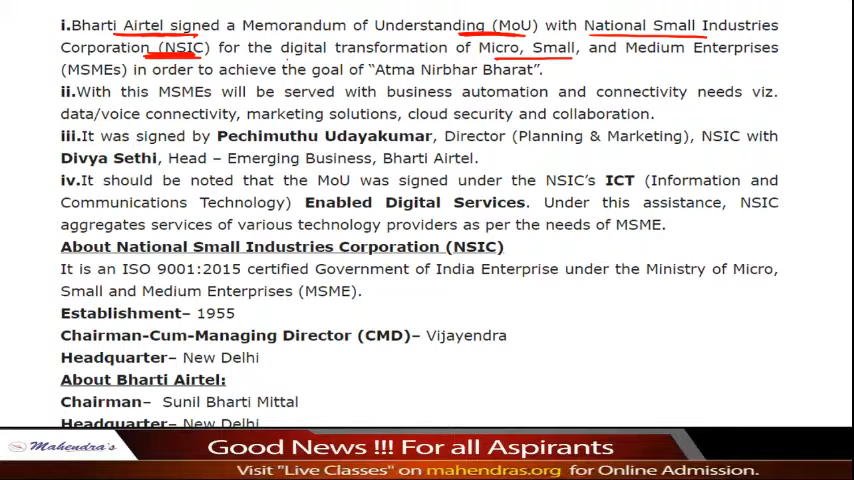 i.Bharti Airtel signed a Memorandum of Understanding (MoU) with National Small Industries
Corporation (NSIC) for the digital transformation of Micro, Small, and Medium Enterprises
(MSMEs) in order to achieve the goal of “Atma Nirbhar Bharat”.
ii.With this MSMEs will be served with business automation and connectivity needs viz.
data/voice connectivity, marketing solutions, cloud security and collaboration.
iii.It was signed by Pechimuthu Udayakumar, Director (Planning & Marketing), NSIC with
Divya Sethi, Head – Emerging Business, Bharti Airtel.
iv.It should be noted that the MoU was signed under the NSIC’s ICT (Information and
Communications Technology) Enabled Digital Services. Under this assistance, NSIC
aggregates services of various technology providers as per the needs of MSME.
About National Small Industries Corporation (NSIC)
It is an ISO 9001:2015 certified Government of India Enterprise under the Ministry of Micro,
Small and Medium Enterprises (MSME).
Establishment– 1955
Chairman-Cum-Managing Director (CMD)– Vijayendra
Headquarter– New Delhi
About Bharti Airtel:
Chairman– Sunil Bharti Mittal
Headquarter– New Delhi
Mahendra's
Good News !!! For all Aspirants
Visit "Live Classes" on mahendras.org for Online Admission.